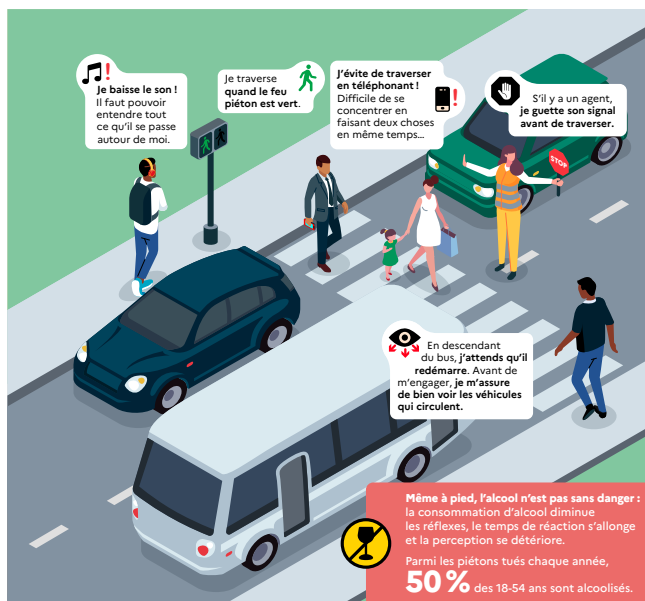 Je baisse le son !
Il faut pouvoir
entendre tout
ce qu'il se passe
autour de moi.
Je traverse
quand le feu
piéton est vert.
J'évite de traverser
en téléphonant !
Difficile de se
concentrer en
faisant deux choses
en même temps...
S'il y a un agent,
je guette son signal
avant de traverser.
STOP
En descendant
du bus, j'attends qu'il
redémarre. Avant de
m'engager, je m'assure
de bien voir les véhicules
qui circulent.
Même à pied, l'alcool n'est pas sans danger :
la consommation d'alcool diminue
les réflexes, le temps de réaction s'allonge
et la perception se détériore.
Parmi les piétons tués chaque année,
50 % des 18-54 ans sont alcoolisés.